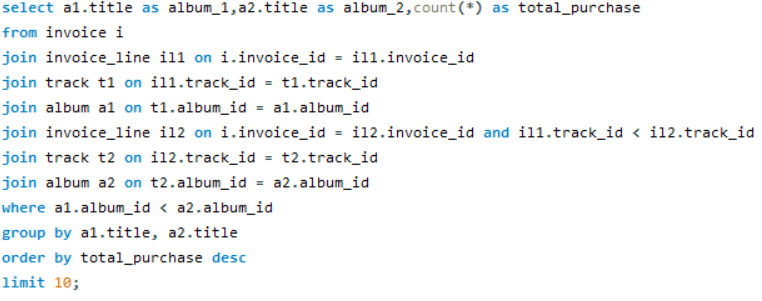 select a1.title as album_1,a2.title as album_2,count(*) as total_purchase
from invoice i
join invoice_line il1 on i.invoice_id = il1.invoice_id
join track t1 on il1.track_id = t1.track_id
join album a1 on t1.album_id = a1.album_id
join invoice_line il2 on i.invoice_id = il2.invoice_id and il1.track_id < il2.track_id
join track t2 on il2.track_id = t2.track_id
join album a2 on t2.album_id = a2.album_id
where a1.album_id < a2.album_id
group by a1.title, a2.title
order by total_purchase desc
limit 10;